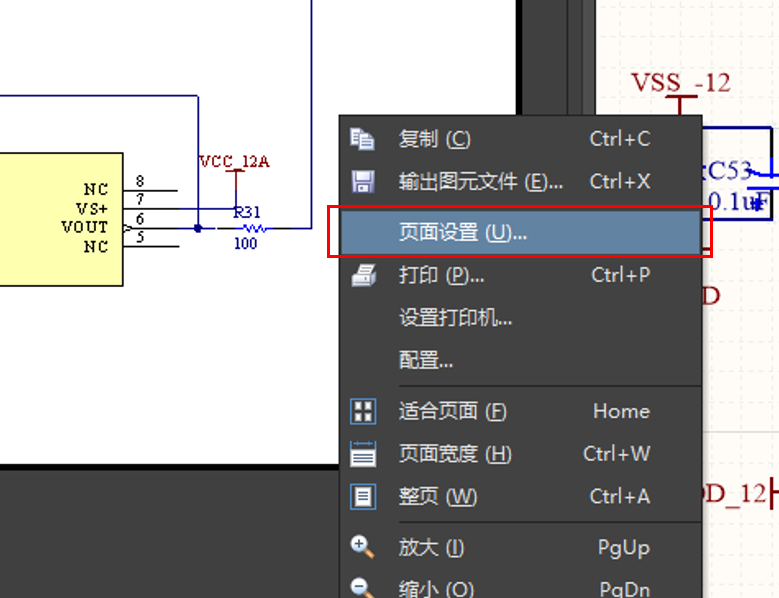 VSS_-12
VCC_12A
NC 8
VS+ 7
VOUT 6
NC 5
R31
100
C53
0.1uF
D
D_12
复制 (C) Ctrl+C
输出图元文件 (E)... Ctrl+X
页面设置 (U)...
打印 (P)... Ctrl+P
设置打印机...
配置...
适合页面 (F) Home
页面宽度 (H) Ctrl+W
整页 (W) Ctrl+A
放大 (I) PgUp
缩小 (O) PgDn